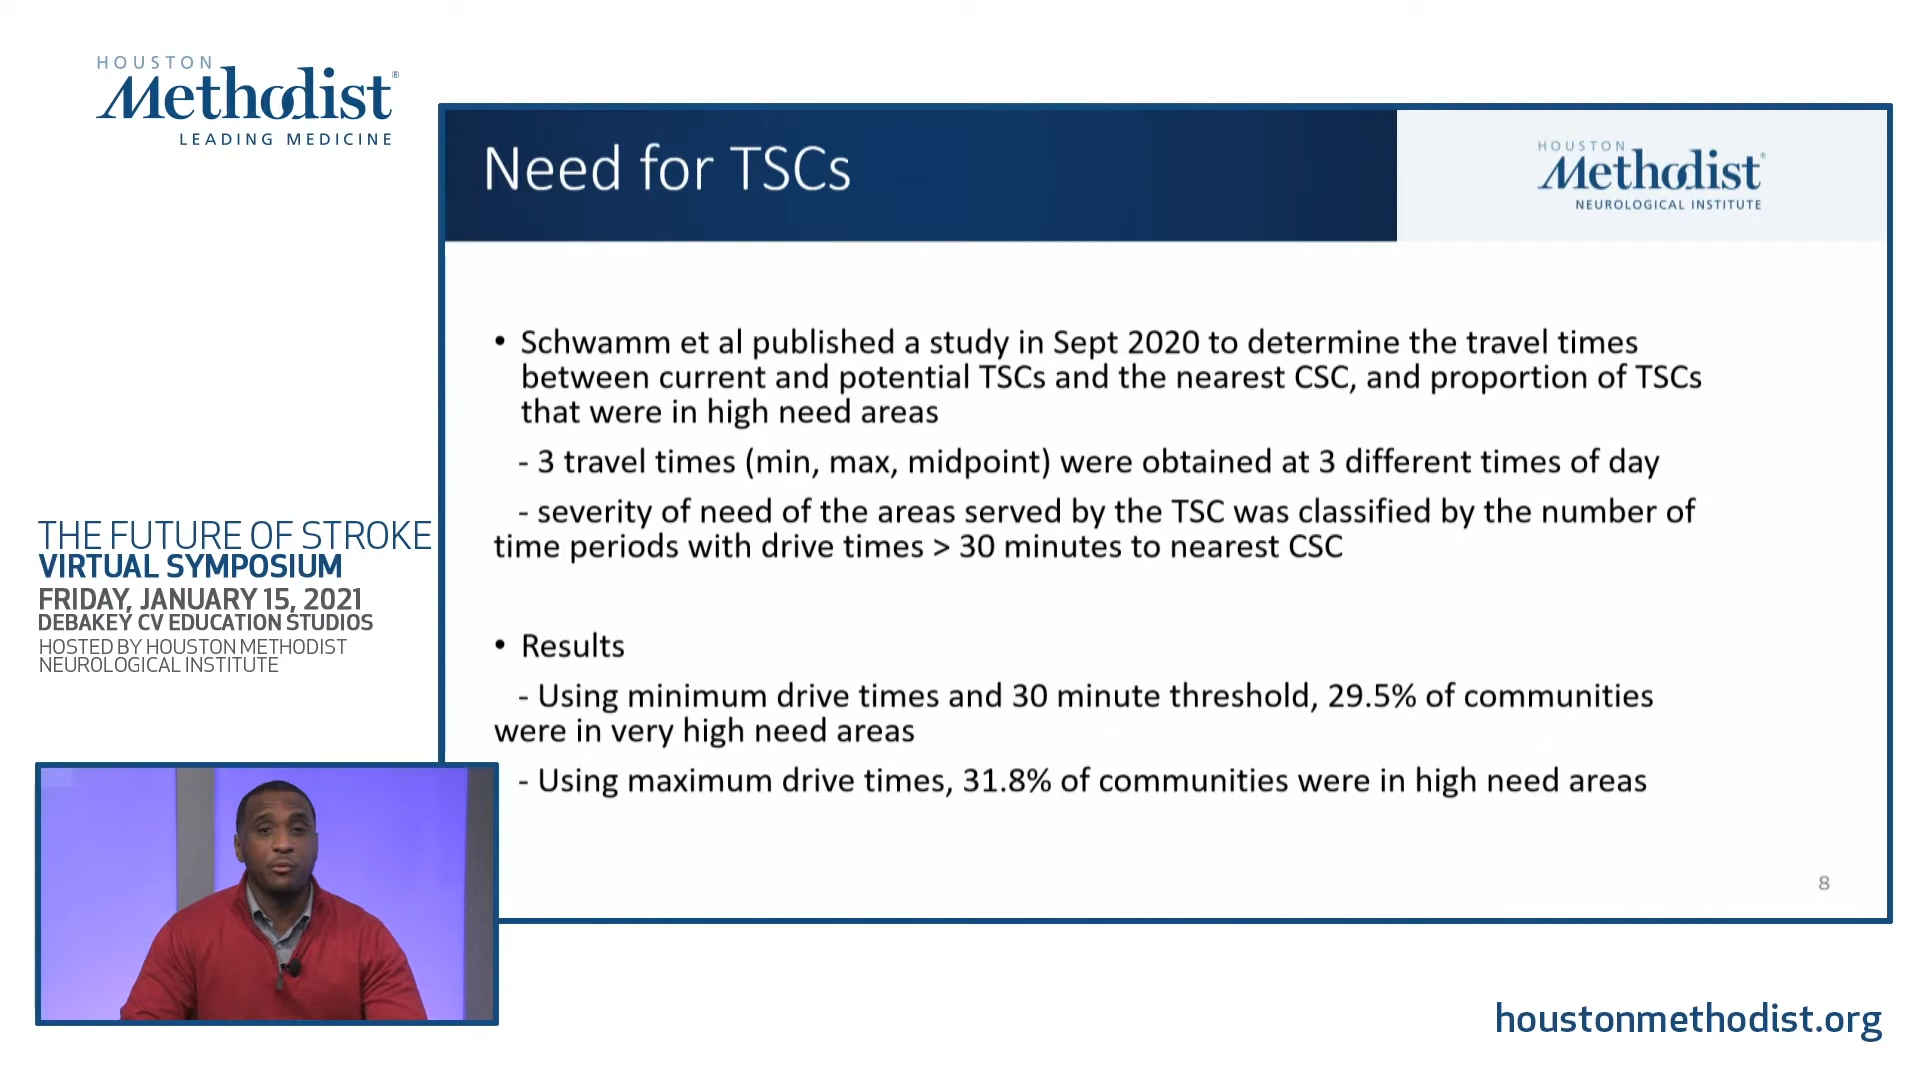 HOUSTON
Methodist®
LEADING MEDICINE
Need for TSCs
HOUSTON
Methodist®
NEUROLOGICAL INSTITUTE
• Schwamm et al published a study in Sept 2020 to determine the travel times
between current and potential TSCs and the nearest CSC, and proportion of TSCs
that were in high need areas
- 3 travel times (min, max, midpoint) were obtained at 3 different times of day
- severity of need of the areas served by the TSC was classified by the number of
time periods with drive times > 30 minutes to nearest CSC
• Results
- Using minimum drive times and 30 minute threshold, 29.5% of communities
were in very high need areas
- Using maximum drive times, 31.8% of communities were in high need areas
8
THE FUTURE OF STROKE
VIRTUAL SYMPOSIUM
FRIDAY, JANUARY 15, 2021
DEBAKEY CV EDUCATION STUDIOS
HOSTED BY HOUSTON METHODIST
NEUROLOGICAL INSTITUTE
houstonmethodist.org